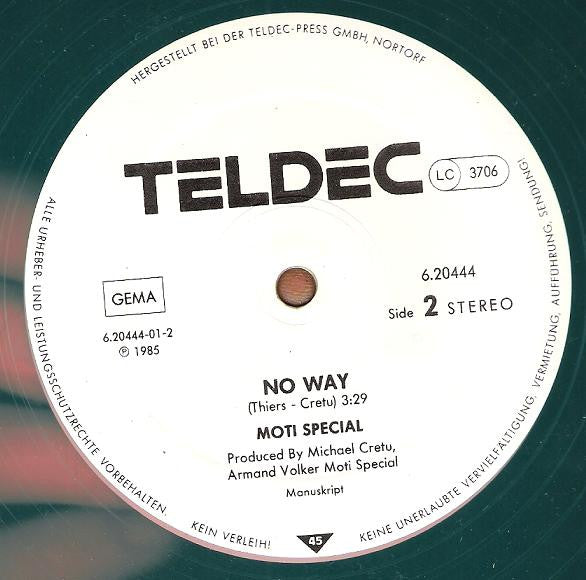 HERGESTELLT BEI DER TELDEC-PRESS GMBH, NORTORF
TELDEC
LC 3706
GEMA
6.20444-01-2
℗ 1985
6.20444
Side 2 STEREO
NO WAY
(Thiers - Cretu) 3:29
MOTI SPECIAL
Produced By Michael Cretu,
Armand Volker Moti Special
Manuskript
ALLE URHEBER- UND LEISTUNGSSCHUTZRECHTE VORBEHALTEN.
KEIN VERLEIH!
45
KEINE UNERLAUBTE VERVIELFÄLTIGUNG, VERMIETUNG, AUFFÜHRUNG, SENDUNG!